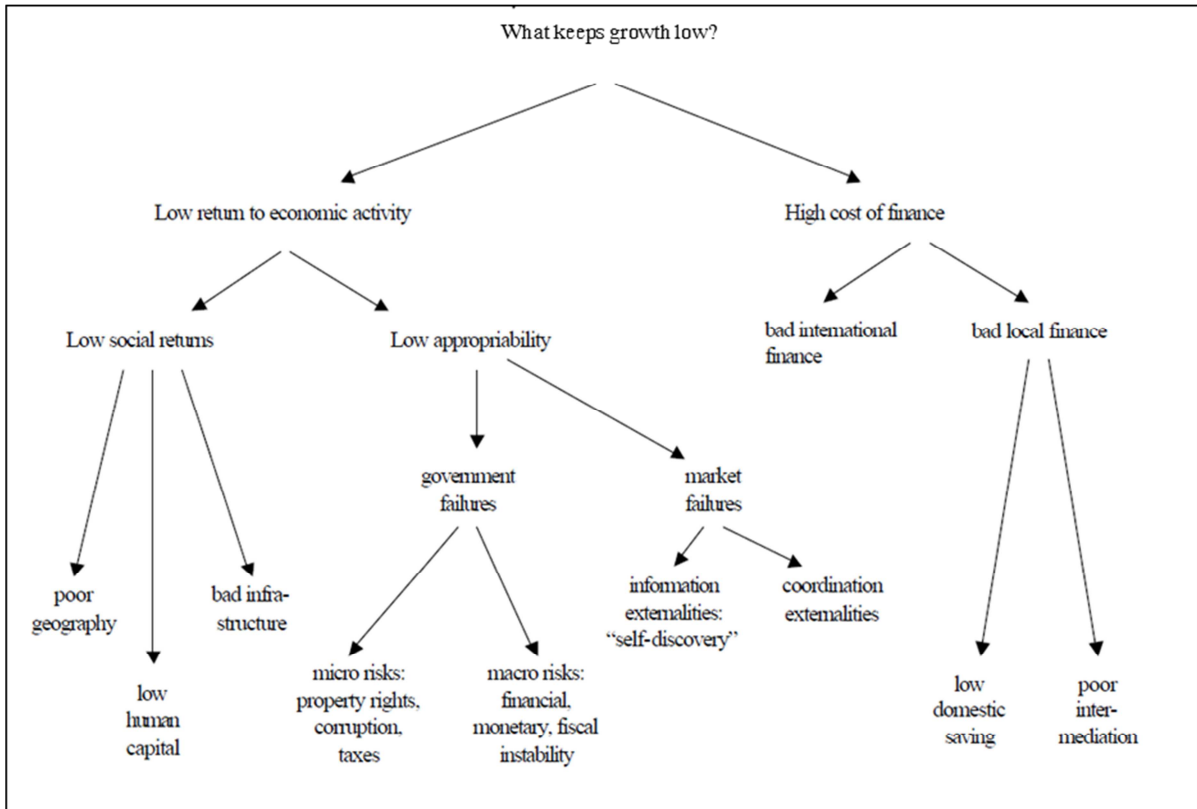 What keeps growth low?
Low return to economic activity
High cost of finance
Low social returns
Low appropriability
bad international
finance
bad local finance
government
failures
market
failures
poor
geography
bad infra-
structure
information
externalities:
“self-discovery”
coordination
externalities
low
human
capital
micro risks:
property rights,
corruption,
taxes
macro risks:
financial,
monetary, fiscal
instability
low
domestic
saving
poor
inter-
mediation